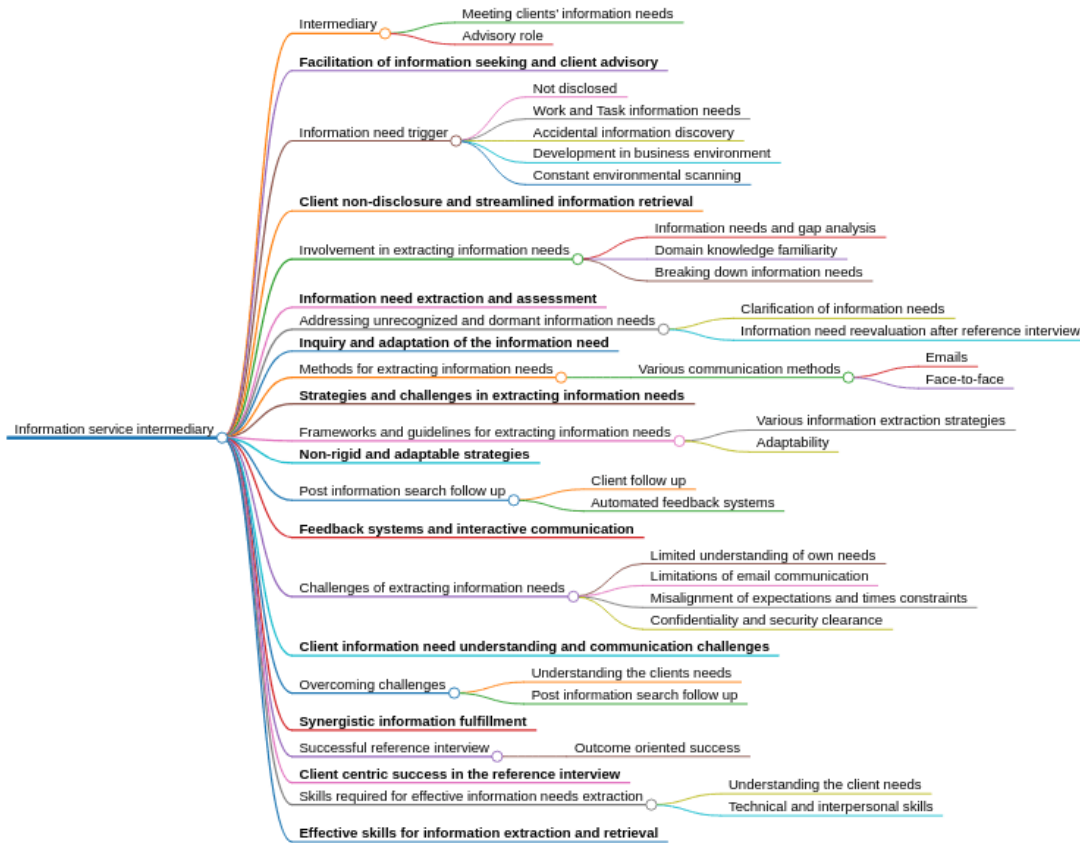 Information service intermediary
Intermediary
Meeting clients' information needs
Advisory role
Facilitation of information seeking and client advisory
Information need trigger
Not disclosed
Work and Task information needs
Accidental information discovery
Development in business environment
Constant environmental scanning
Client non-disclosure and streamlined information retrieval
Involvement in extracting information needs
Information needs and gap analysis
Domain knowledge familiarity
Breaking down information needs
Information need extraction and assessment
Addressing unrecognized and dormant information needs
Clarification of information needs
Information need reevaluation after reference interview
Inquiry and adaptation of the information need
Methods for extracting information needs
Various communication methods
Emails
Face-to-face
Strategies and challenges in extracting information needs
Frameworks and guidelines for extracting information needs
Various information extraction strategies
Adaptability
Non-rigid and adaptable strategies
Post information search follow up
Client follow up
Automated feedback systems
Feedback systems and interactive communication
Challenges of extracting information needs
Limited understanding of own needs
Limitations of email communication
Misalignment of expectations and times constraints
Confidentiality and security clearance
Client information need understanding and communication challenges
Overcoming challenges
Understanding the clients needs
Post information search follow up
Synergistic information fulfillment
Successful reference interview
Outcome oriented success
Client centric success in the reference interview
Skills required for effective information needs extraction
Understanding the client needs
Technical and interpersonal skills
Effective skills for information extraction and retrieval